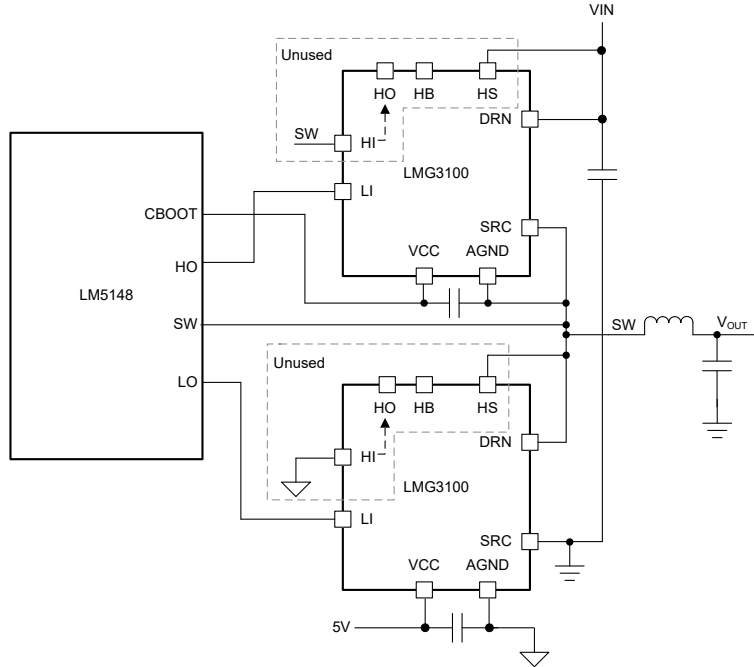 VIN
Unused
HO HB HS
DRN
SW
HI
LMG3100
LI
CBOOT
SRC
VCC AGND
HO
LM5148
SW
SW
VOUT
Unused
LO
HO HB HS
DRN
HI
LMG3100
LI
SRC
VCC AGND
5V